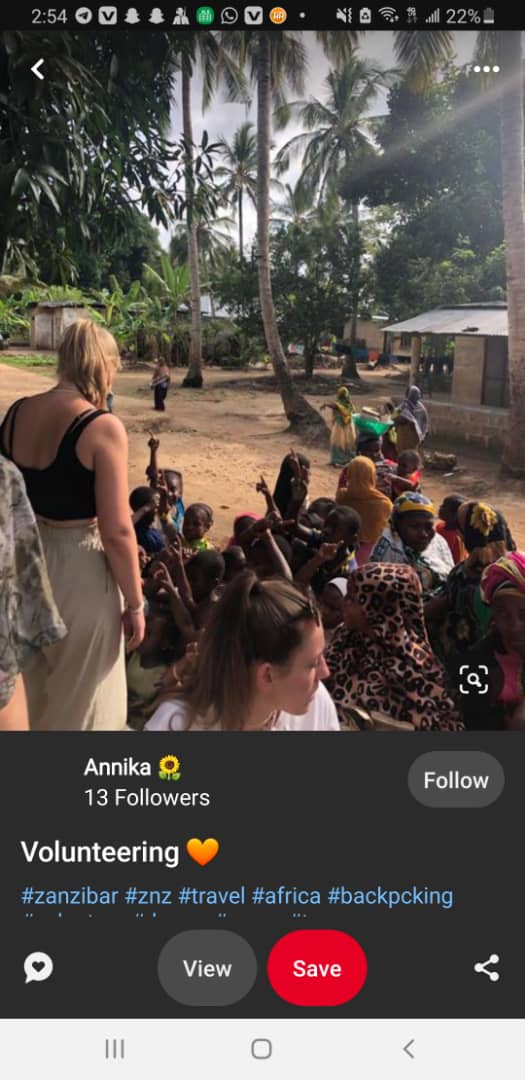 2:54 22%
Annika 🌻
13 Followers
Follow
Volunteering 🧡
#zanzibar #znz #travel #africa #backpcking
View
Save